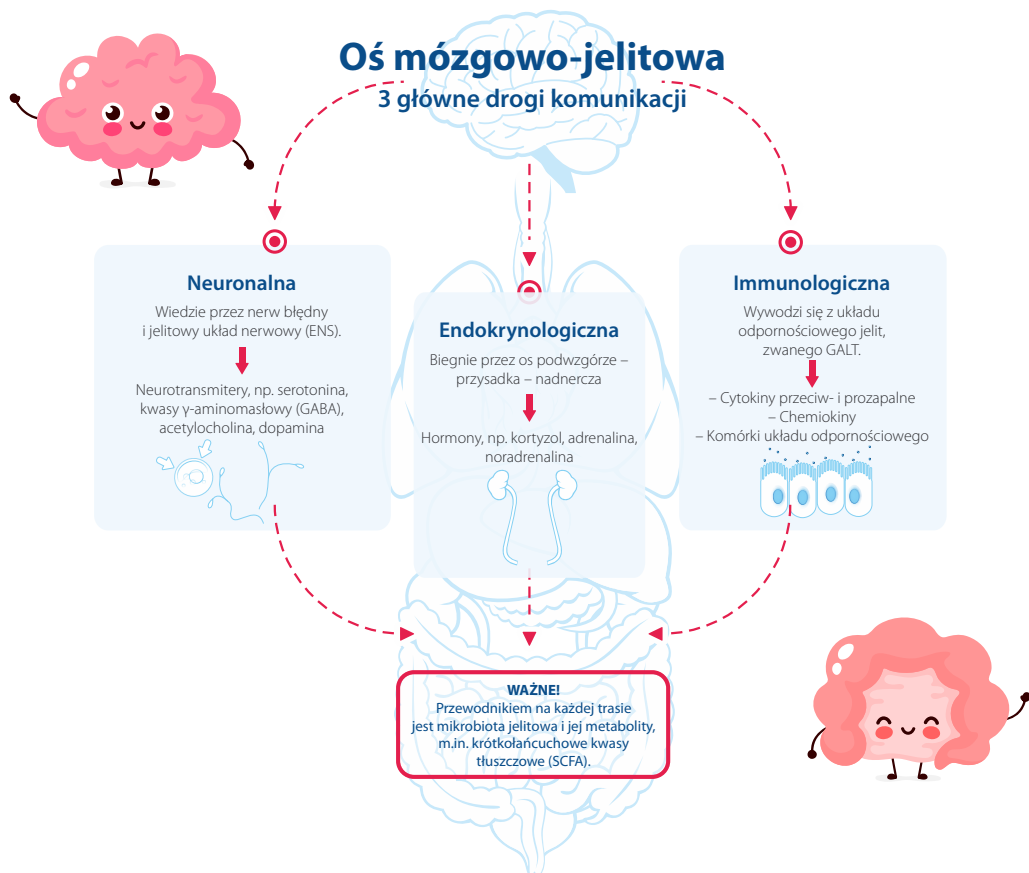 Oś mózgowo-jelitowa
3 główne drogi komunikacji
Neuronalna
Wiedzie przez nerw błędny
i jelitowy układ nerwowy (ENS).
Neurotransmitery, np. serotonina,
kwasy γ-aminomasłowy (GABA),
acetylocholina, dopamina
Endokrynologiczna
Biegnie przez os podwzgórze –
przysadka – nadnercza
Hormony, np. kortyzol, adrenalina,
noradrenalina
Immunologiczna
Wywodzi się z układu
odpornościowego jelit,
zwanego GALT.
– Cytokiny przeciw- i prozapalne
– Chemiokiny
– Komórki układu odpornościowego
WAŻNE!
Przewodnikiem na każdej trasie
jest mikrobiota jelitowa i jej metabolity,
m.in. krótkołańcuchowe kwasy
tłuszczowe (SCFA).